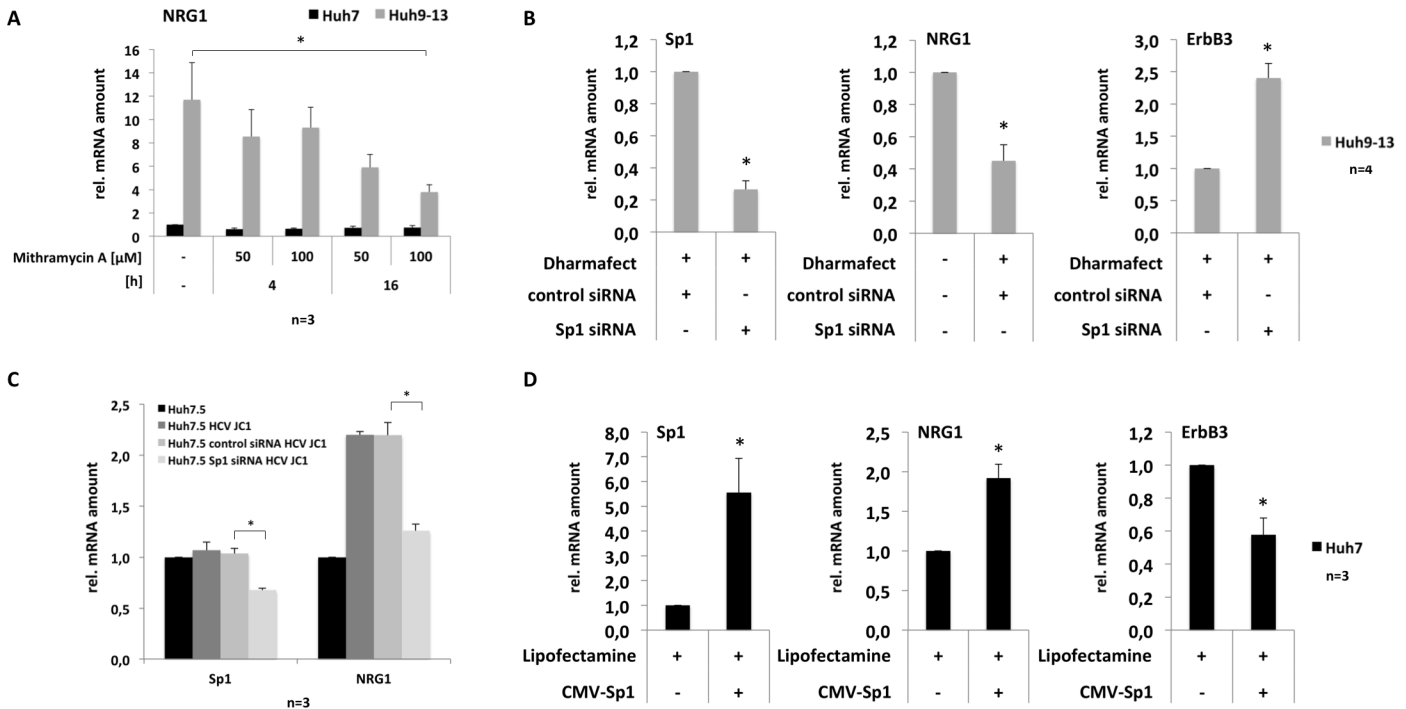 A
NRG1
Huh7 Huh9-13
*
rel. mRNA amount
16
14
12
10
8
6
4
2
0
Mithramycin A [µM] - 50 100 50 100
[h] - 4 16
n=3
B
Sp1
rel. mRNA amount
1,2
1,0
0,8
0,6
0,4
0,2
0,0
*
Dharmafect + +
control siRNA + -
Sp1 siRNA - +
NRG1
rel. mRNA amount
1,2
1,0
0,8
0,6
0,4
0,2
0,0
*
Dharmafect - +
control siRNA - +
Sp1 siRNA - -
ErbB3
rel. mRNA amount
3,0
2,5
2,0
1,5
1,0
0,5
0,0
*
Dharmafect + +
control siRNA + -
Sp1 siRNA - +
Huh9-13
n=4
C
Huh7.5
Huh7.5 HCV JC1
Huh7.5 control siRNA HCV JC1
Huh7.5 Sp1 siRNA HCV JC1
rel. mRNA amount
2,5
2,0
1,5
1,0
0,5
0,0
*
*
Sp1 NRG1
n=3
D
Sp1
rel. mRNA amount
8,0
7,0
6,0
5,0
4,0
3,0
2,0
1,0
0,0
*
Lipofectamine + +
CMV-Sp1 - +
NRG1
rel. mRNA amount
2,5
2,0
1,5
1,0
0,5
0,0
*
Lipofectamine + +
CMV-Sp1 - +
ErbB3
rel. mRNA amount
1,2
1,0
0,8
0,6
0,4
0,2
0,0
*
Lipofectamine + +
CMV-Sp1 - +
Huh7
n=3